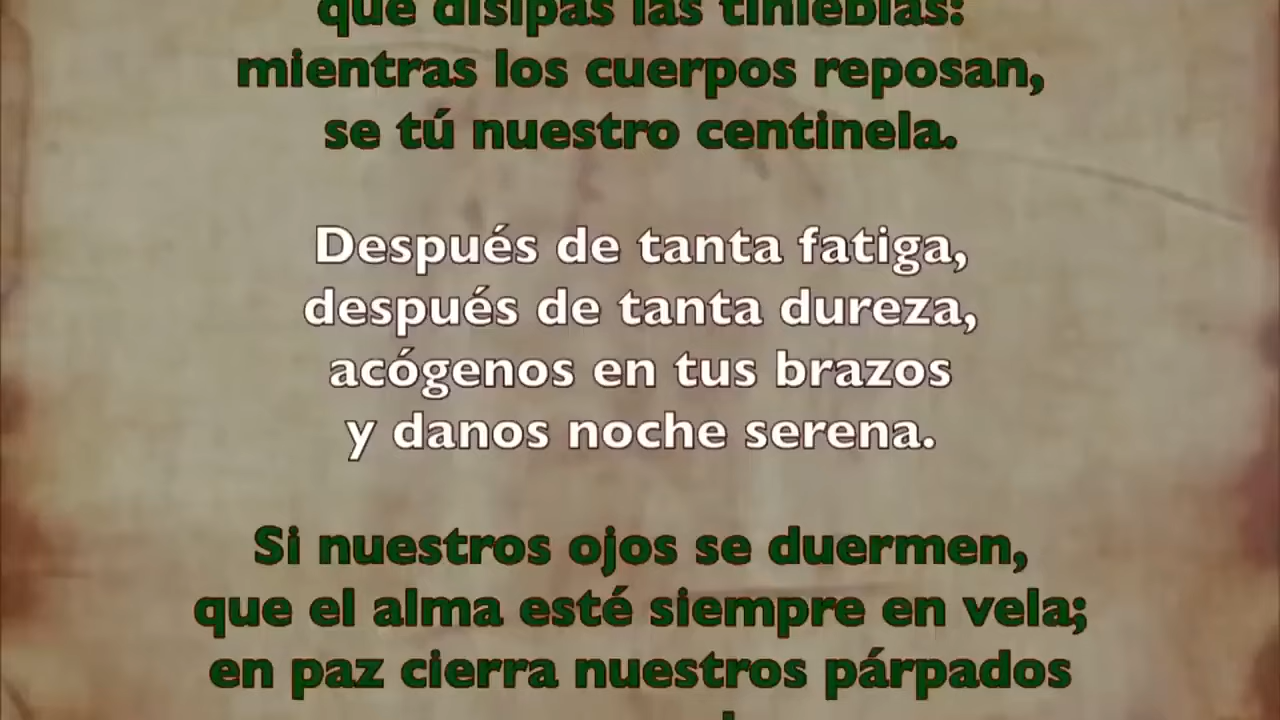 que disipas las tinieblas:
mientras los cuerpos reposan,
se tú nuestro centinela.
Después de tanta fatiga,
después de tanta dureza,
acógenos en tus brazos
y danos noche serena.
Si nuestros ojos se duermen,
que el alma esté siempre en vela;
en paz cierra nuestros párpados